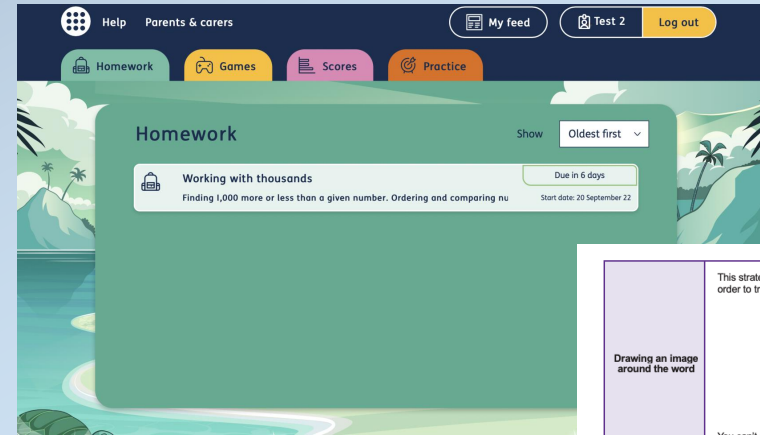 Help Parents & carers My feed Test 2 Log out
Homework Games Scores Practice
Homework Show Oldest first
Working with thousands Due in 6 days
Finding 1,000 more or less than a given number. Ordering and comparing nu Start date: 20 September 22
This strate
order to tr
Drawing an image
around the word